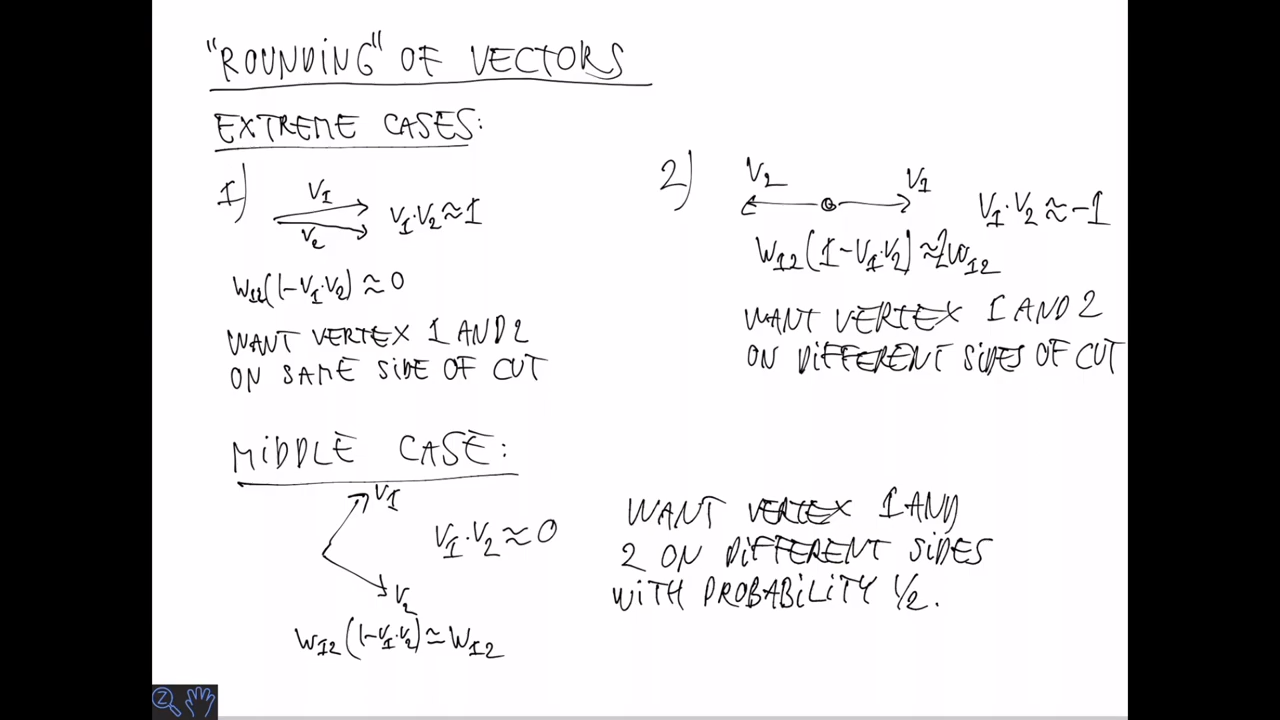 "ROUNDING" OF VECTORS
EXTREME CASES:
1)
V1
V2
V1·V2≈1
W12(1-V1·V2)≈0
WANT VERTEX 1 AND 2
ON SAME SIDE OF CUT
2)
V2
V1
V1·V2≈-1
W12(1-V1·V2)≈2W12
WANT VERTEX 1 AND 2
ON DIFFERENT SIDES OF CUT
MIDDLE CASE:
V1
V1·V2≈0
V2
W12(1-V1·V2)≃W12
WANT VERTEX 1 AND
2 ON DIFFERENT SIDES
WITH PROBABILITY 1/2.
Z